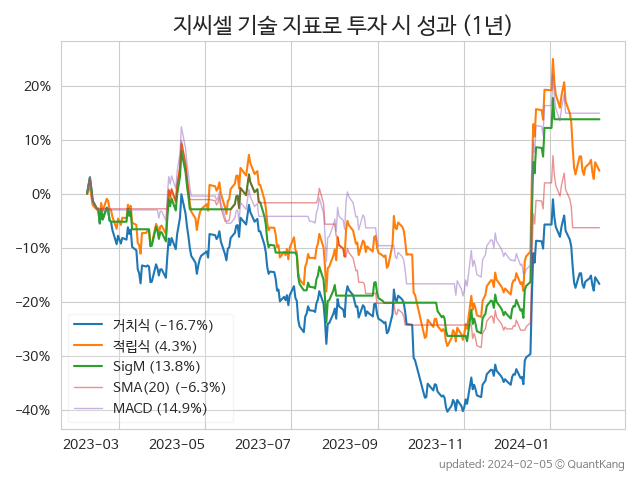 지씨셀 기술 지표로 투자 시 성과 (1년)
20%
10%
0%
−10%
−20%
−30%
−40%
거치식 (−16.7%)
적립식 (4.3%)
SigM (13.8%)
SMA(20) (−6.3%)
MACD (14.9%)
2023−03 2023−05 2023−07 2023−09 2023−11 2024−01
updated: 2024−02−05 © QuantKang